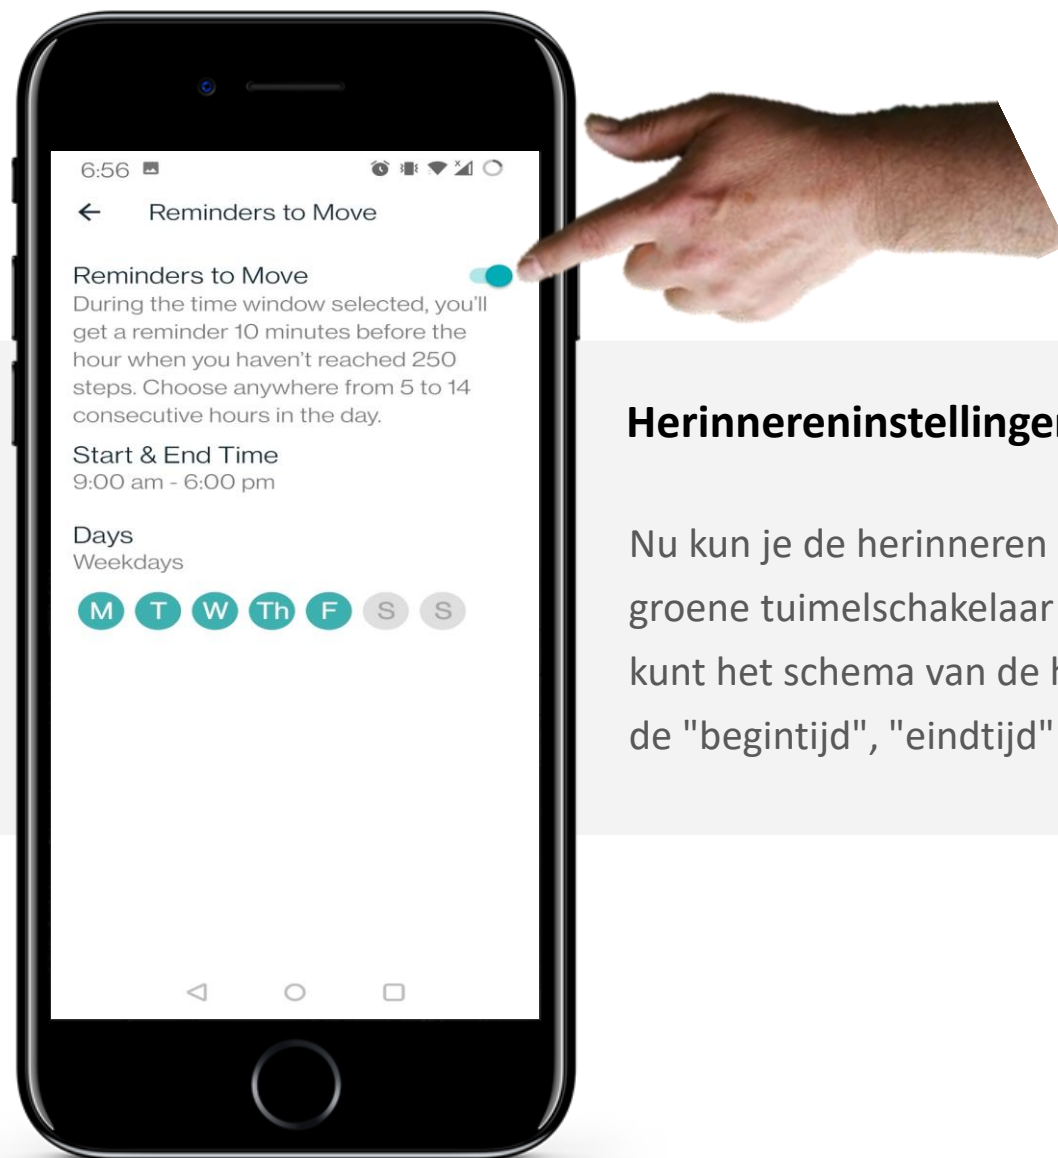 6:56
Reminders to Move
Reminders to Move
During the time window selected, you'll
get a reminder 10 minutes before the
hour when you haven't reached 250
steps. Choose anywhere from 5 to 14
consecutive hours in the day.
Start & End Time
9:00 am - 6:00 pm
Days
Weekdays
M T W Th F S S
Herinnereninstellingen
Nu kun je de herinneren
groene tuimelschakelaar
kunt het schema van de
de "begintijd", "eindtijd"